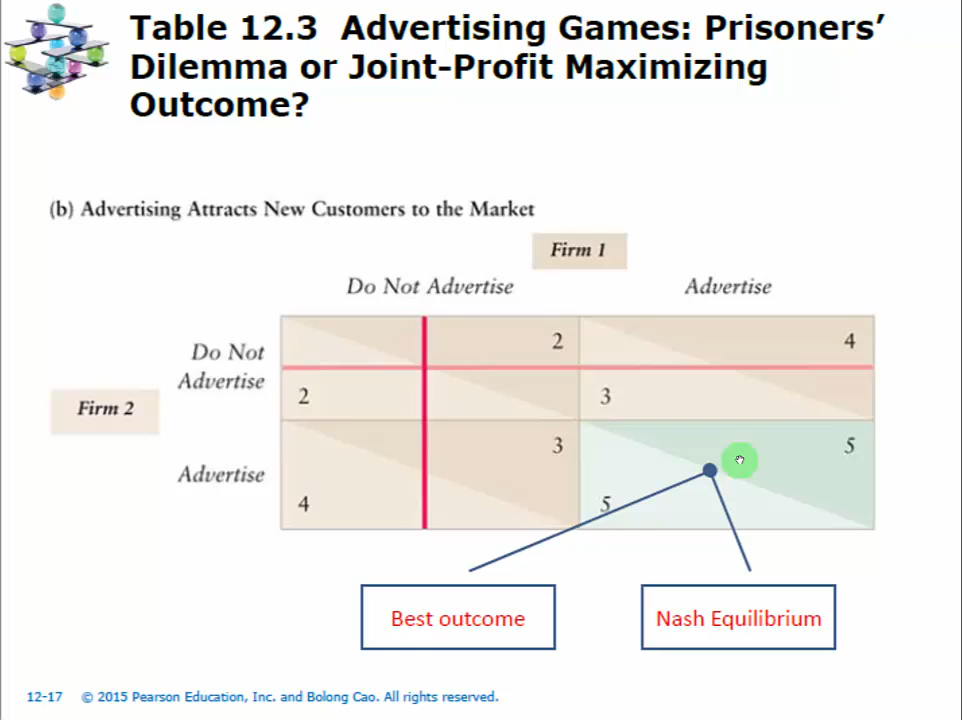 Table 12.3 Advertising Games: Prisoners’
Dilemma or Joint-Profit Maximizing
Outcome?
(b) Advertising Attracts New Customers to the Market
Firm 1
Do Not Advertise
Advertise
Do Not
Advertise
2
4
2
3
Firm 2
Advertise
3
5
4
5
Best outcome
Nash Equilibrium
12-17 © 2015 Pearson Education, Inc. and Bolong Cao. All rights reserved.